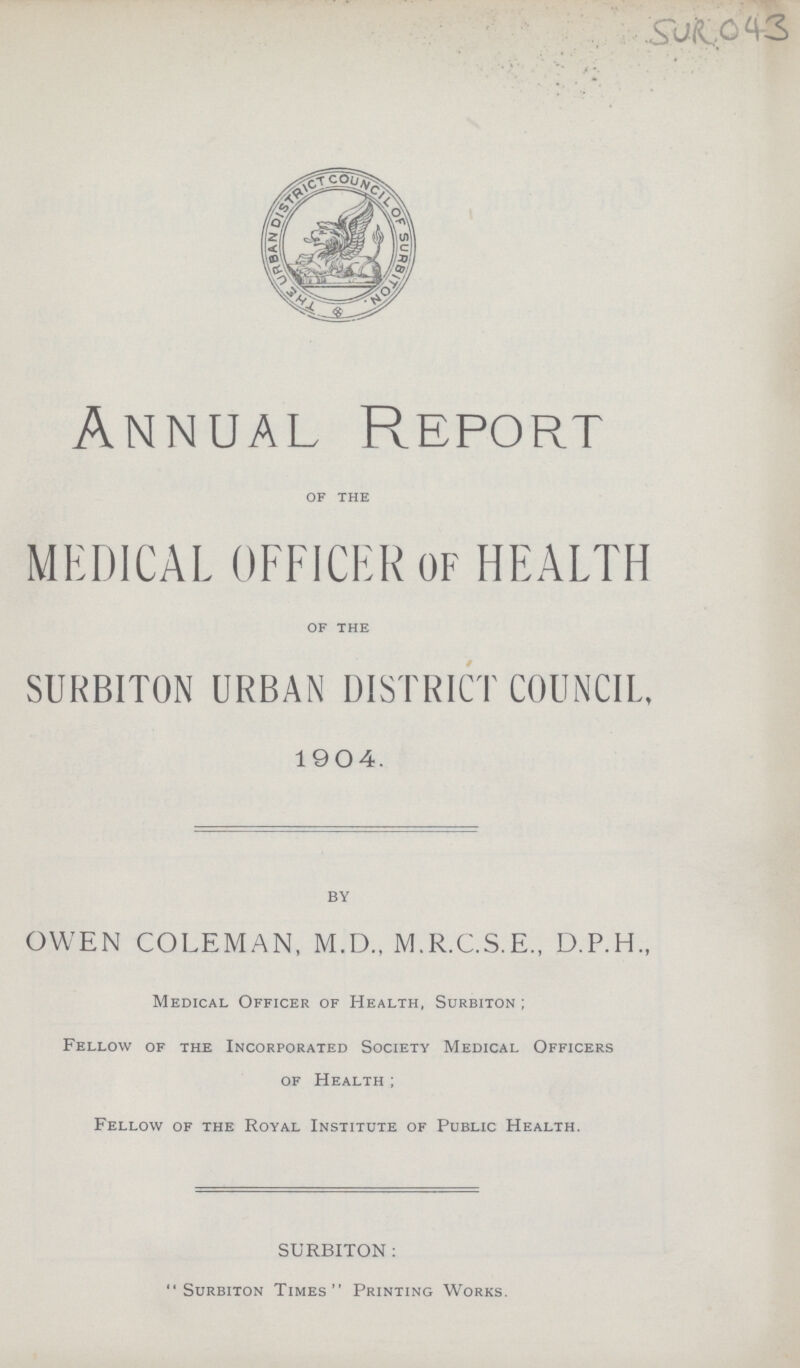 SUR.043
THE URBAN DISTRICT COUNCIL OF SURBITON.
ANNUAL REPORT
OF THE
MEDICAL OFFICER OF HEALTH
OF THE
SURBITON URBAN DISTRICT COUNCIL,
1904.
BY
OWEN COLEMAN, M.D., M.R.C.S.E., D.P.H.,
MEDICAL OFFICER OF HEALTH, SURBITON;
FELLOW OF THE INCORPORATED SOCIETY MEDICAL OFFICERS
OF HEALTH;
FELLOW OF THE ROYAL INSTITUTE OF PUBLIC HEALTH.
SURBITON:
"SURBITON TIMES" PRINTING WORKS.